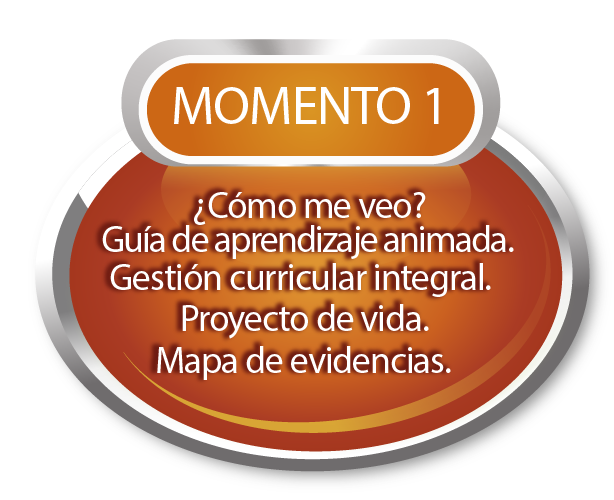 MOMENTO 1
¿Cómo me veo?
Guía de aprendizaje animada.
Gestión curricular integral.
Proyecto de vida.
Mapa de evidencias.